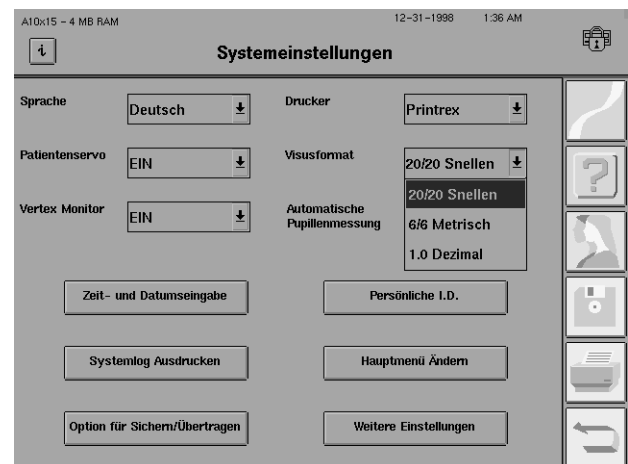 A10x15 - 4 MB RAM 12-31-1998 1:36 AM
i
Systemeinstellungen
Sprache Deutsch Drucker Printrex
Patientenservo EIN Visusformat 20/20 Snellen
20/20 Snellen
Vertex Monitor EIN Automatische
Pupillenmessung 6/6 Metrisch
1.0 Dezimal
Zeit- und Datumseingabe Persönliche I.D.
Systemlog Ausdrucken Hauptmenü Ändern
Option für Sichern/Übertragen Weitere Einstellungen